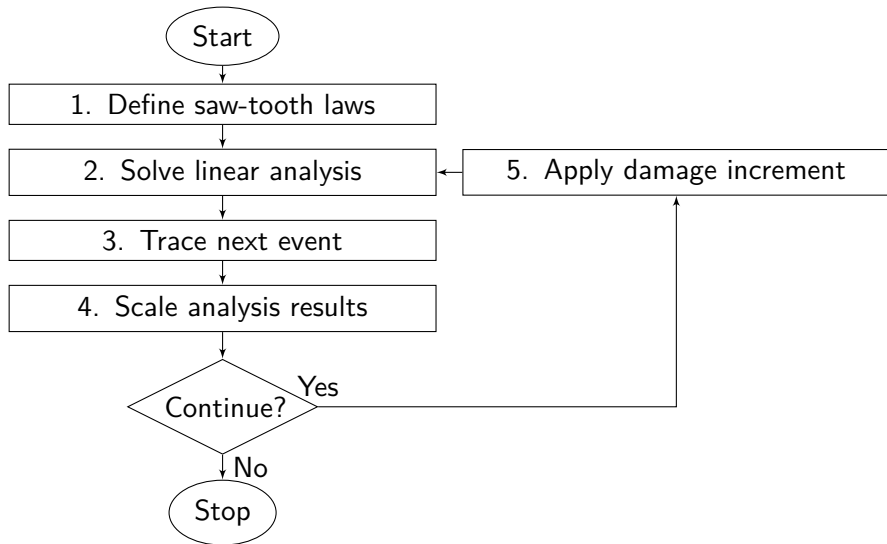 Start
1. Define saw-tooth laws
2. Solve linear analysis
5. Apply damage increment
3. Trace next event
4. Scale analysis results
Yes
Continue?
No
Stop